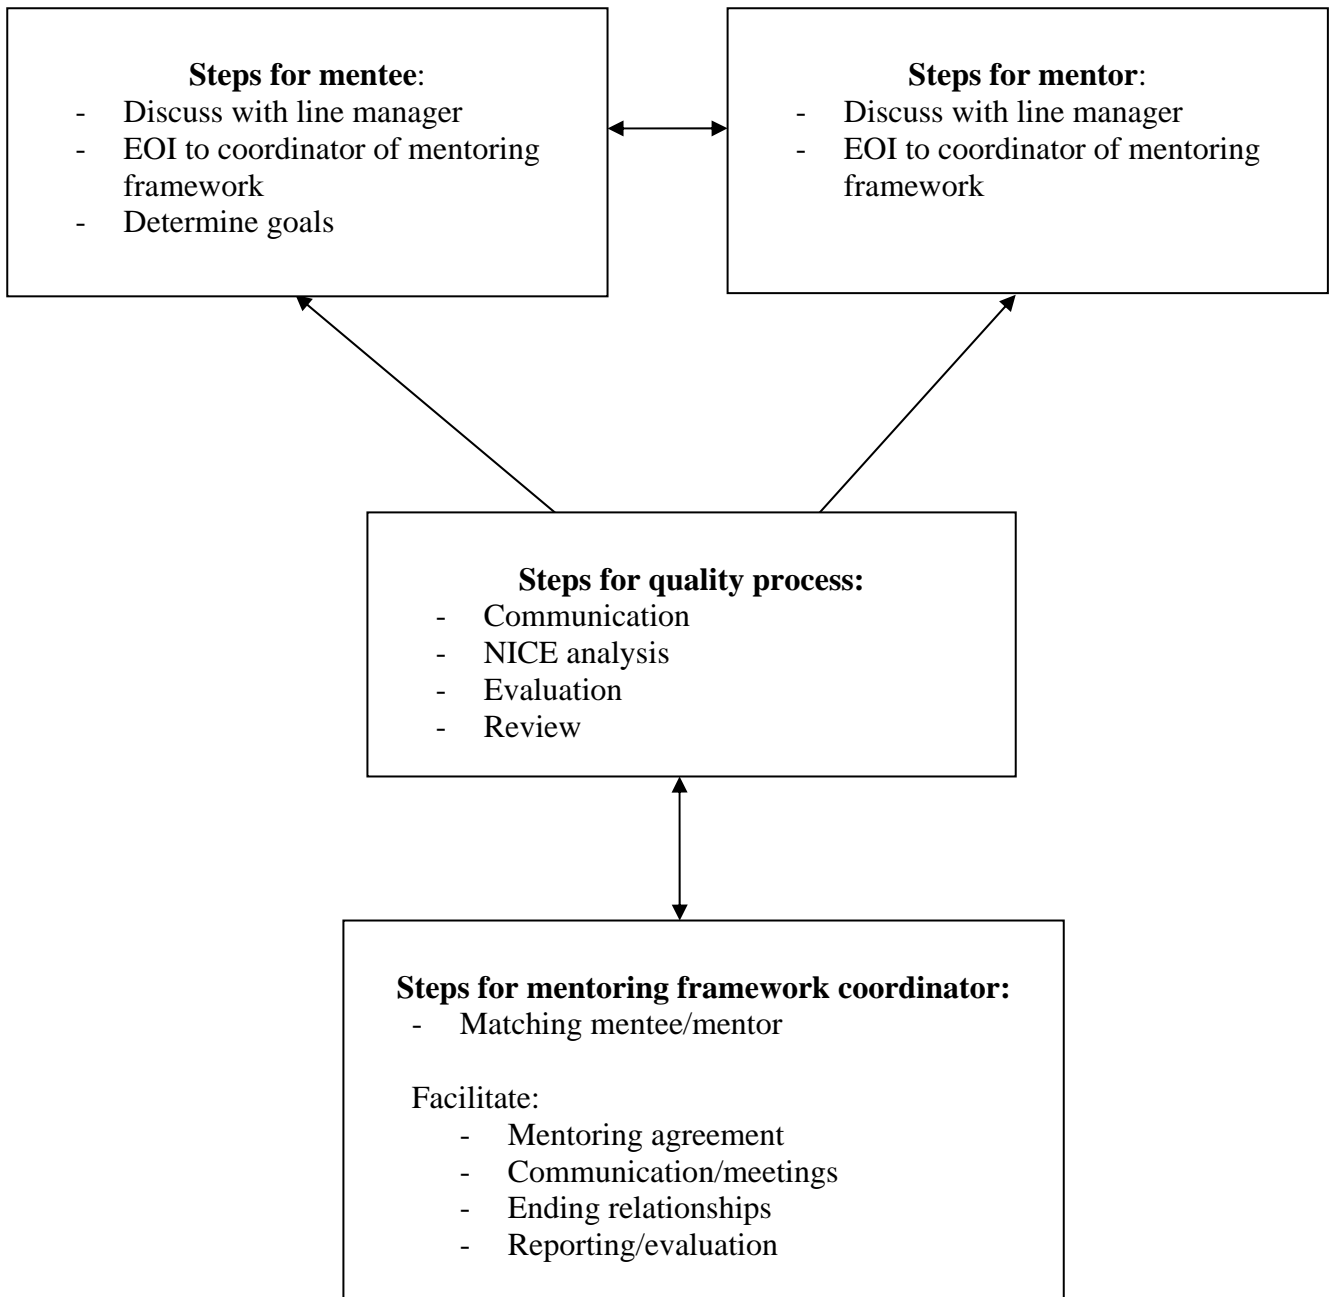 Steps for mentee:
- Discuss with line manager
- EOI to coordinator of mentoring
framework
- Determine goals
Steps for mentor:
- Discuss with line manager
- EOI to coordinator of mentoring
framework
Steps for quality process:
- Communication
- NICE analysis
- Evaluation
- Review
Steps for mentoring framework coordinator:
- Matching mentee/mentor
Facilitate:
- Mentoring agreement
- Communication/meetings
- Ending relationships
- Reporting/evaluation